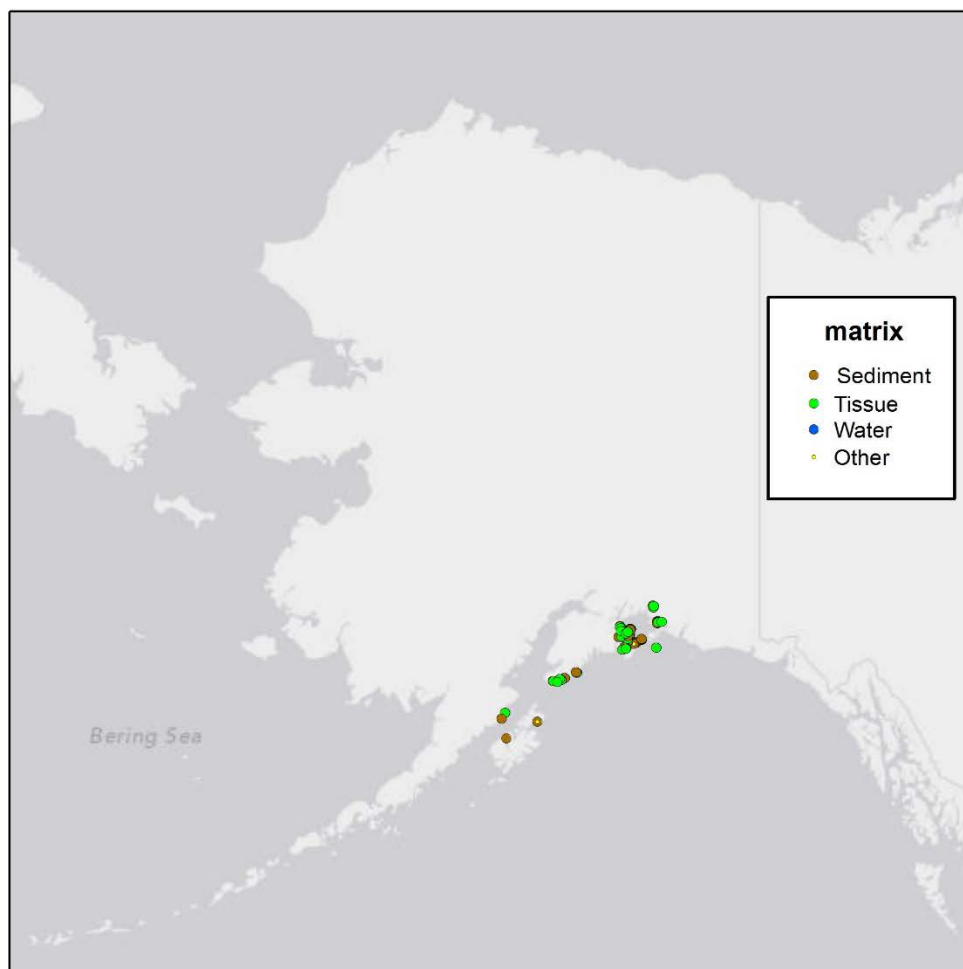 matrix
Sediment
Tissue
Water
Other
Bering Sea